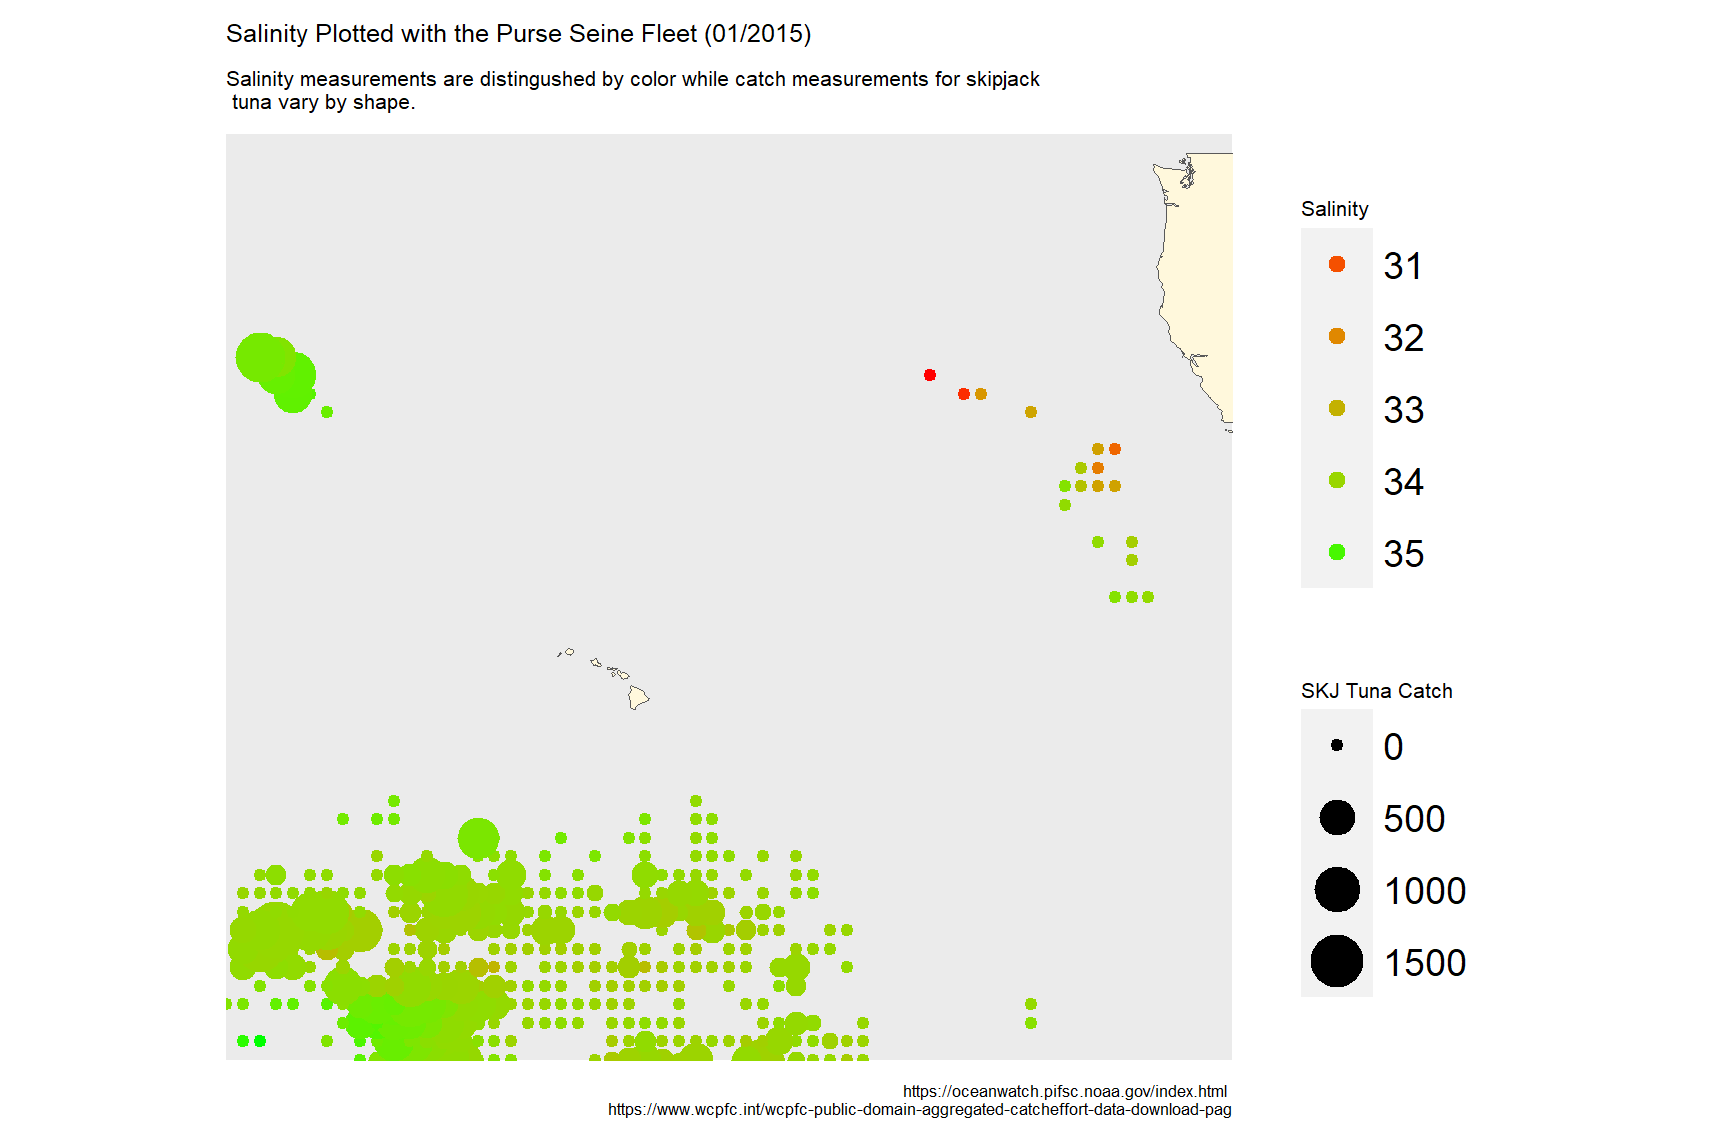 Salinity Plotted with the Purse Seine Fleet (01/2015)
Salinity measurements are distingushed by color while catch measurements for skipjack
tuna vary by shape.
Salinity
31
32
33
34
35
SKJ Tuna Catch
0
500
1000
1500
https://oceanwatch.pifsc.noaa.gov/index.html
https://www.wcpfc.int/wcpfc-public-domain-aggregated-catcheffort-data-download-pag